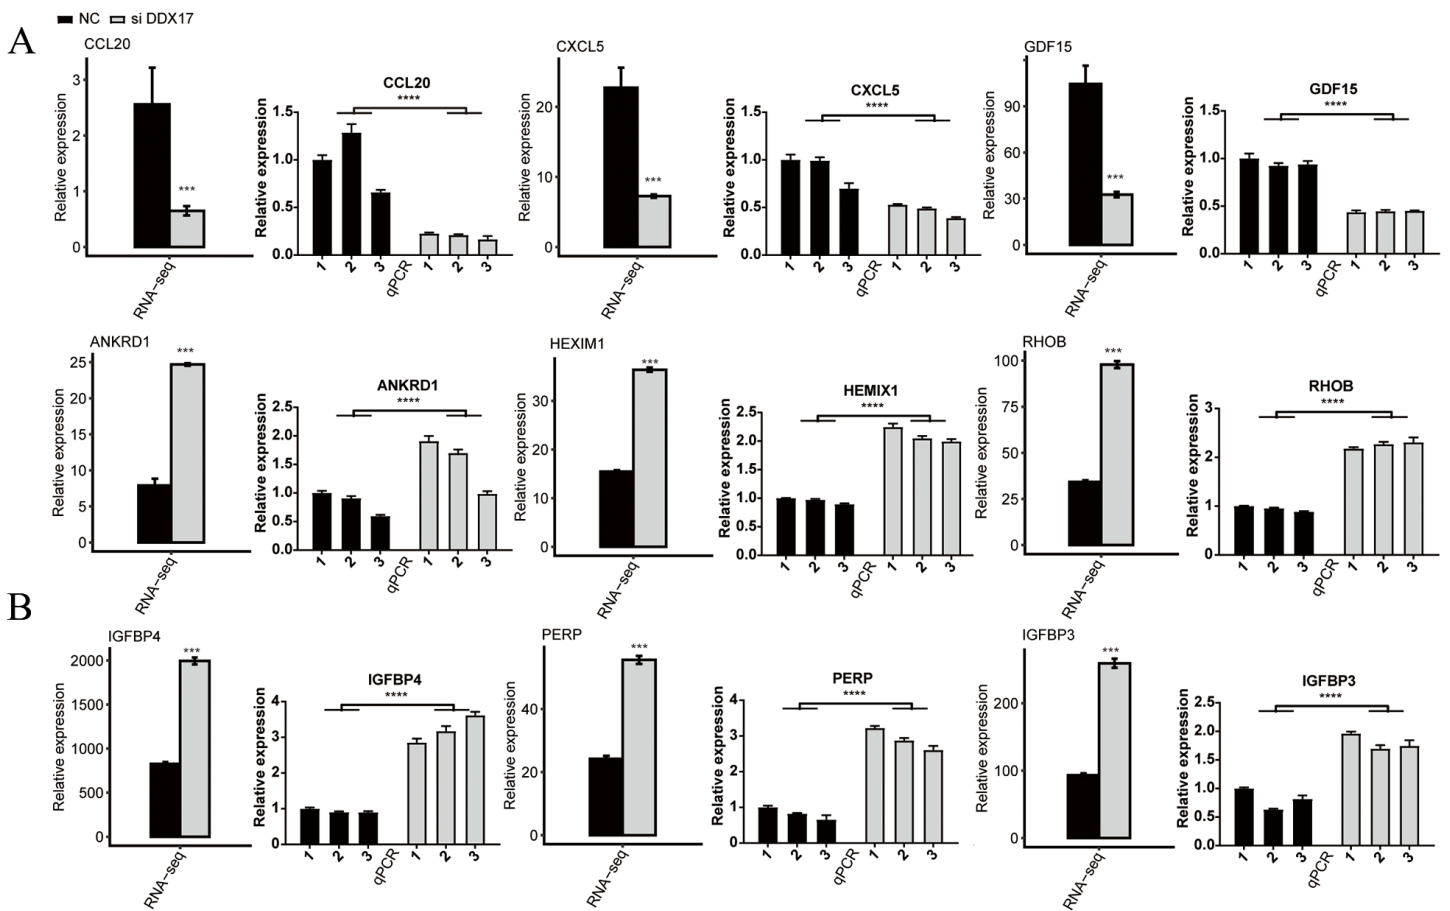 NC si DDX17
A
CCL20
Relative expression
3
2
1
0
***
RNA-seq
CCL20
****
Relative expression
1.5
1.0
0.5
0.0
1 2 3 qPCR 1 2 3
CXCL5
Relative expression
20
10
0
***
RNA-seq
CXCL5
****
Relative expression
1.5
1.0
0.5
0.0
1 2 3 qPCR 1 2 3
GDF15
Relative expression
90
60
30
0
***
RNA-seq
GDF15
****
Relative expression
1.5
1.0
0.5
0.0
1 2 3 qPCR 1 2 3
ANKRD1
Relative expression
25
20
15
10
5
0
***
RNA-seq
ANKRD1
****
Relative expression
2.5
2.0
1.5
1.0
0.5
0.0
1 2 3 qPCR 1 2 3
HEXIM1
Relative expression
30
20
10
0
***
RNA-seq
HEMIX1
****
Relative expression
2.5
2.0
1.5
1.0
0.5
0.0
1 2 3 qPCR 1 2 3
RHOB
Relative expression
100
75
50
25
0
***
RNA-seq
RHOB
****
Relative expression
3
2
1
0
1 2 3 qPCR 1 2 3
B
IGFBP4
Relative expression
2000
1500
1000
500
0
***
RNA-seq
IGFBP4
****
Relative expression
4
3
2
1
0
1 2 3 qPCR 1 2 3
PERP
Relative expression
40
20
0
***
RNA-seq
PERP
****
Relative expression
4
3
2
1
0
1 2 3 qPCR 1 2 3
IGFBP3
Relative expression
200
100
0
***
RNA-seq
IGFBP3
****
Relative expression
2.5
2.0
1.5
1.0
0.5
0.0
1 2 3 qPCR 1 2 3